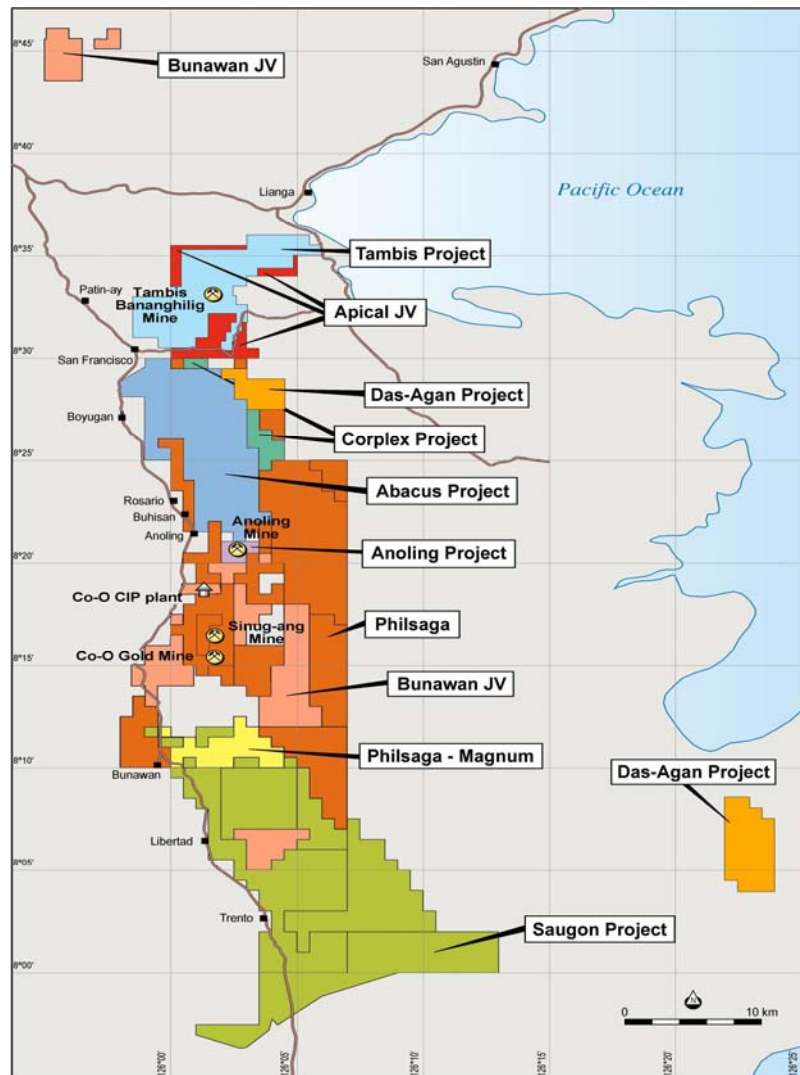 8°45'
Bunawan JV
San Agustin
8°40'
Lianga
Pacific Ocean
8°35'
Tambis Project
Patin-ay
Tambis
Bananghilig
Mine
Apical JV
8°30'
San Francisco
Das-Agan Project
Boyugan
Corplex Project
8°25'
Abacus Project
Rosario
Buhisan
Anoling
Mine
Anoling
Anoling Project
8°20'
Co-O CIP plant
Philsaga
Sinug-ang
Mine
Co-O Gold Mine
8°15'
Bunawan JV
Philsaga - Magnum
8°10'
Bunawan
Das-Agan Project
Libertad
8°05'
Trento
Saugon Project
8°00'
N
0 10 km
126°00'
126°05'
126°10'
126°15'
126°20'
126°25'